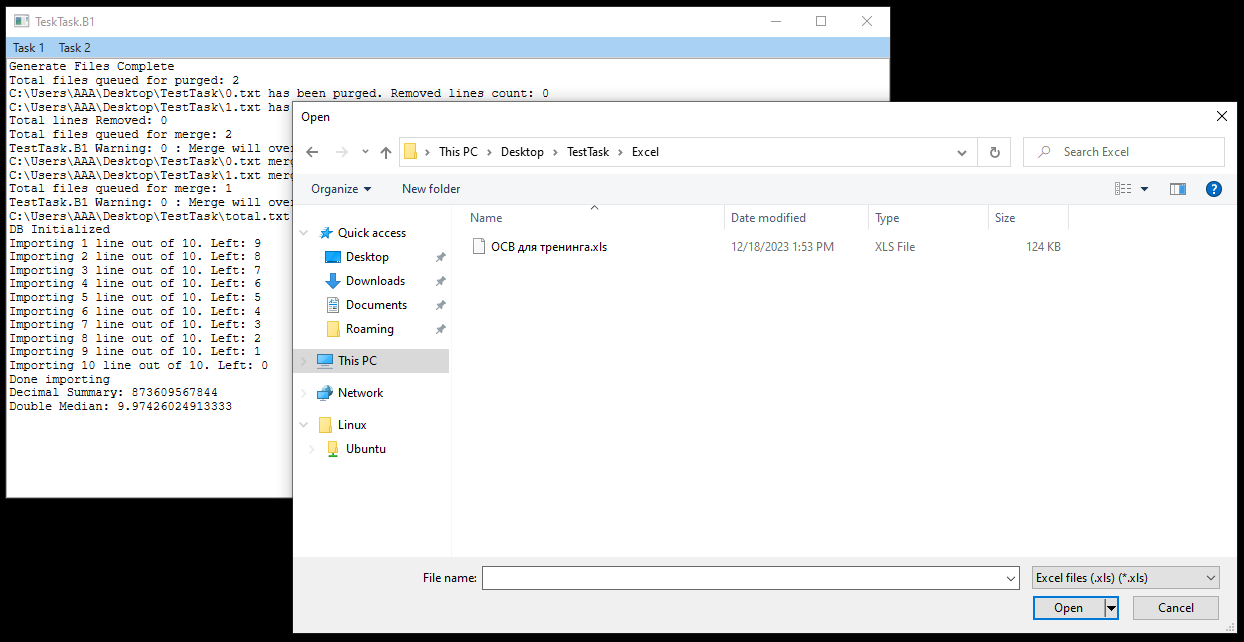 TeskTask.B1
Task 1 Task 2
Generate Files Complete
Total files queued for purged: 2
C:\Users\AAA\Desktop\TestTask\0.txt has been purged. Removed lines count: 0
C:\Users\AAA\Desktop\TestTask\1.txt has
Total lines Removed: 0
Total files queued for merge: 2
TestTask.B1 Warning: 0 : Merge will over
C:\Users\AAA\Desktop\TestTask\0.txt merg
C:\Users\AAA\Desktop\TestTask\1.txt merg
Total files queued for merge: 1
TestTask.B1 Warning: 0 : Merge will over
C:\Users\AAA\Desktop\TestTask\total.txt
DB Initialized
Importing 1 line out of 10. Left: 9
Importing 2 line out of 10. Left: 8
Importing 3 line out of 10. Left: 7
Importing 4 line out of 10. Left: 6
Importing 5 line out of 10. Left: 5
Importing 6 line out of 10. Left: 4
Importing 7 line out of 10. Left: 3
Importing 8 line out of 10. Left: 2
Importing 9 line out of 10. Left: 1
Importing 10 line out of 10. Left: 0
Done importing
Decimal Summary: 873609567844
Double Median: 9.97426024913333
Open
This PC > Desktop > TestTask > Excel
Search Excel
Organize New folder
Name Date modified Type Size
ОСВ для тренинга.xls 12/18/2023 1:53 PM XLS File 124 KB
Quick access
Desktop
Downloads
Documents
Roaming
This PC
Network
Linux
Ubuntu
File name:
Excel files (.xls) (*.xls)
Open Cancel